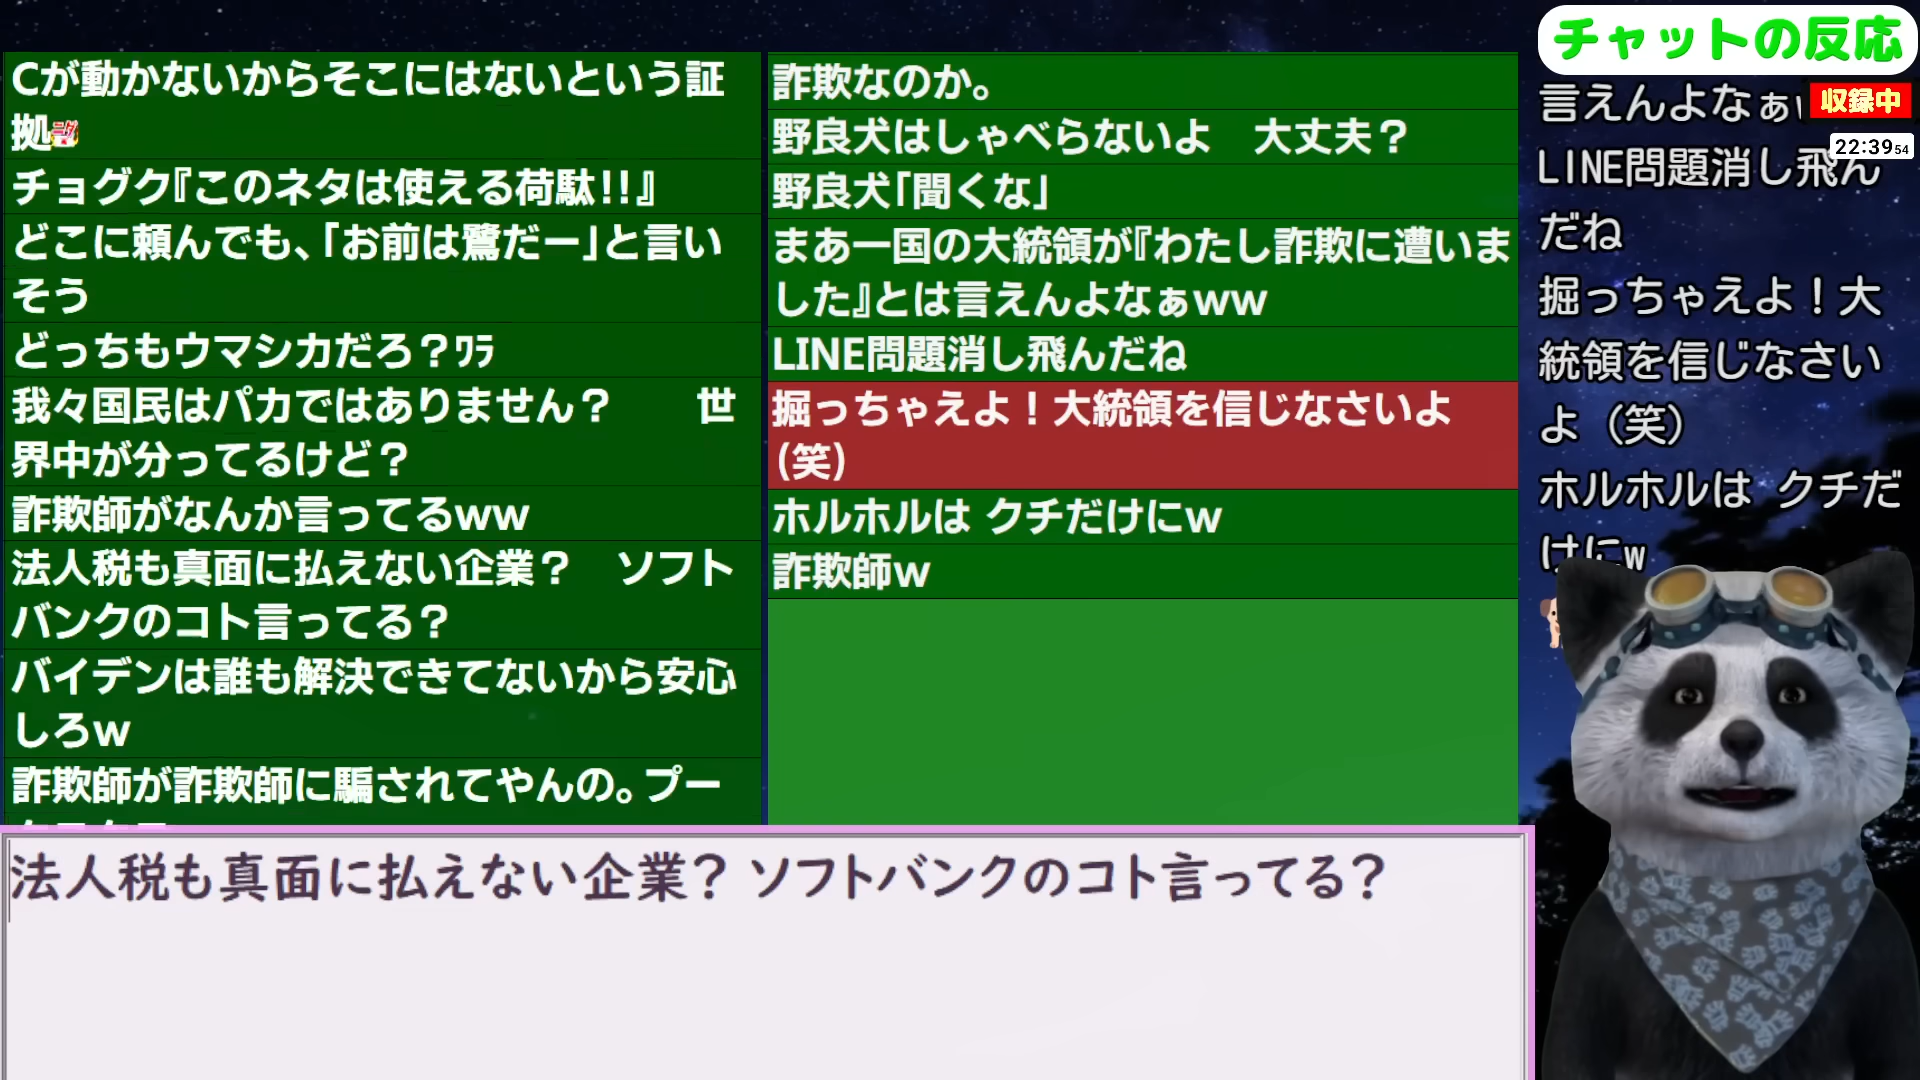 Cが動かないからそこにはないという証
拠
チョグク『このネタは使える荷駄!!』
どこに頼んでも、「お前は鷺だー」と言い
そう
どっちもウマシカだろ？ﾜﾗ
我々国民はパカではありません？　　世
界中が分ってるけど？
詐欺師がなんか言ってるww
法人税も真面に払えない企業？　ソフト
バンクのコト言ってる？
バイデンは誰も解決できてないから安心
しろw
詐欺師が詐欺師に騙されてやんの。プー
詐欺なのか。
野良犬はしゃべらないよ　大丈夫？
野良犬「聞くな」
まあ一国の大統領が『わたし詐欺に遭いま
した』とは言えんよなぁww
LINE問題消し飛んだね
掘っちゃえよ！大統領を信じなさいよ
（笑）
ホルホルは クチだけにw
詐欺師w
チャットの反応
言えんよなぁ
収録中
22:39 54
LINE問題消し飛ん
だね
掘っちゃえよ！大
統領を信じなさい
よ（笑）
ホルホルは クチだ
けにw
法人税も真面に払えない企業？ ソフトバンクのコト言ってる？